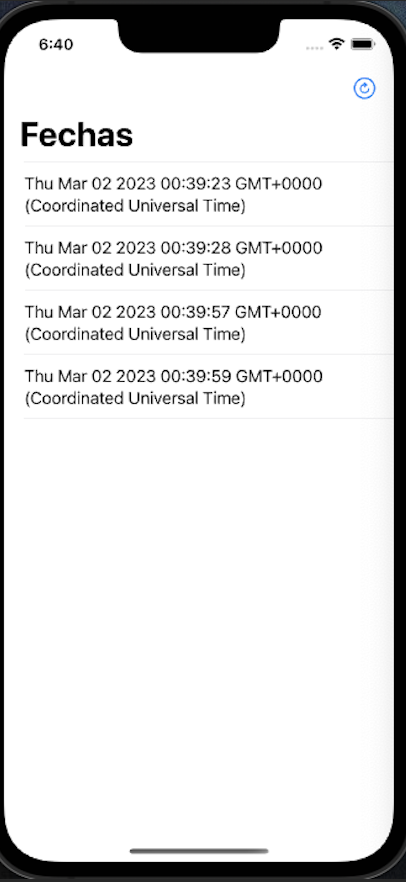 6:40
Fechas
Thu Mar 02 2023 00:39:23 GMT+0000
(Coordinated Universal Time)
Thu Mar 02 2023 00:39:28 GMT+0000
(Coordinated Universal Time)
Thu Mar 02 2023 00:39:57 GMT+0000
(Coordinated Universal Time)
Thu Mar 02 2023 00:39:59 GMT+0000
(Coordinated Universal Time)